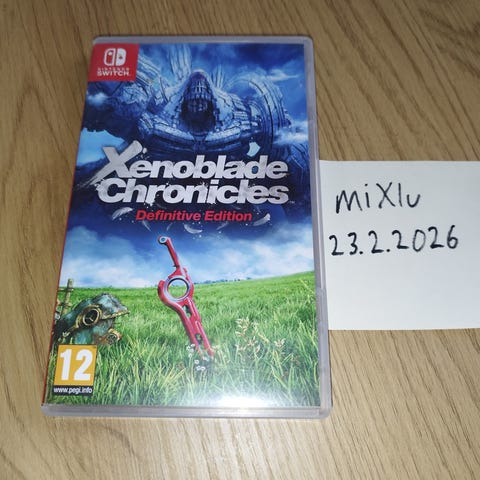 NINTENDO
SWITCH
Xenoblade
Chronicles
Definitive Edition
miXlu
23.2.2026
12
www.pegi.info